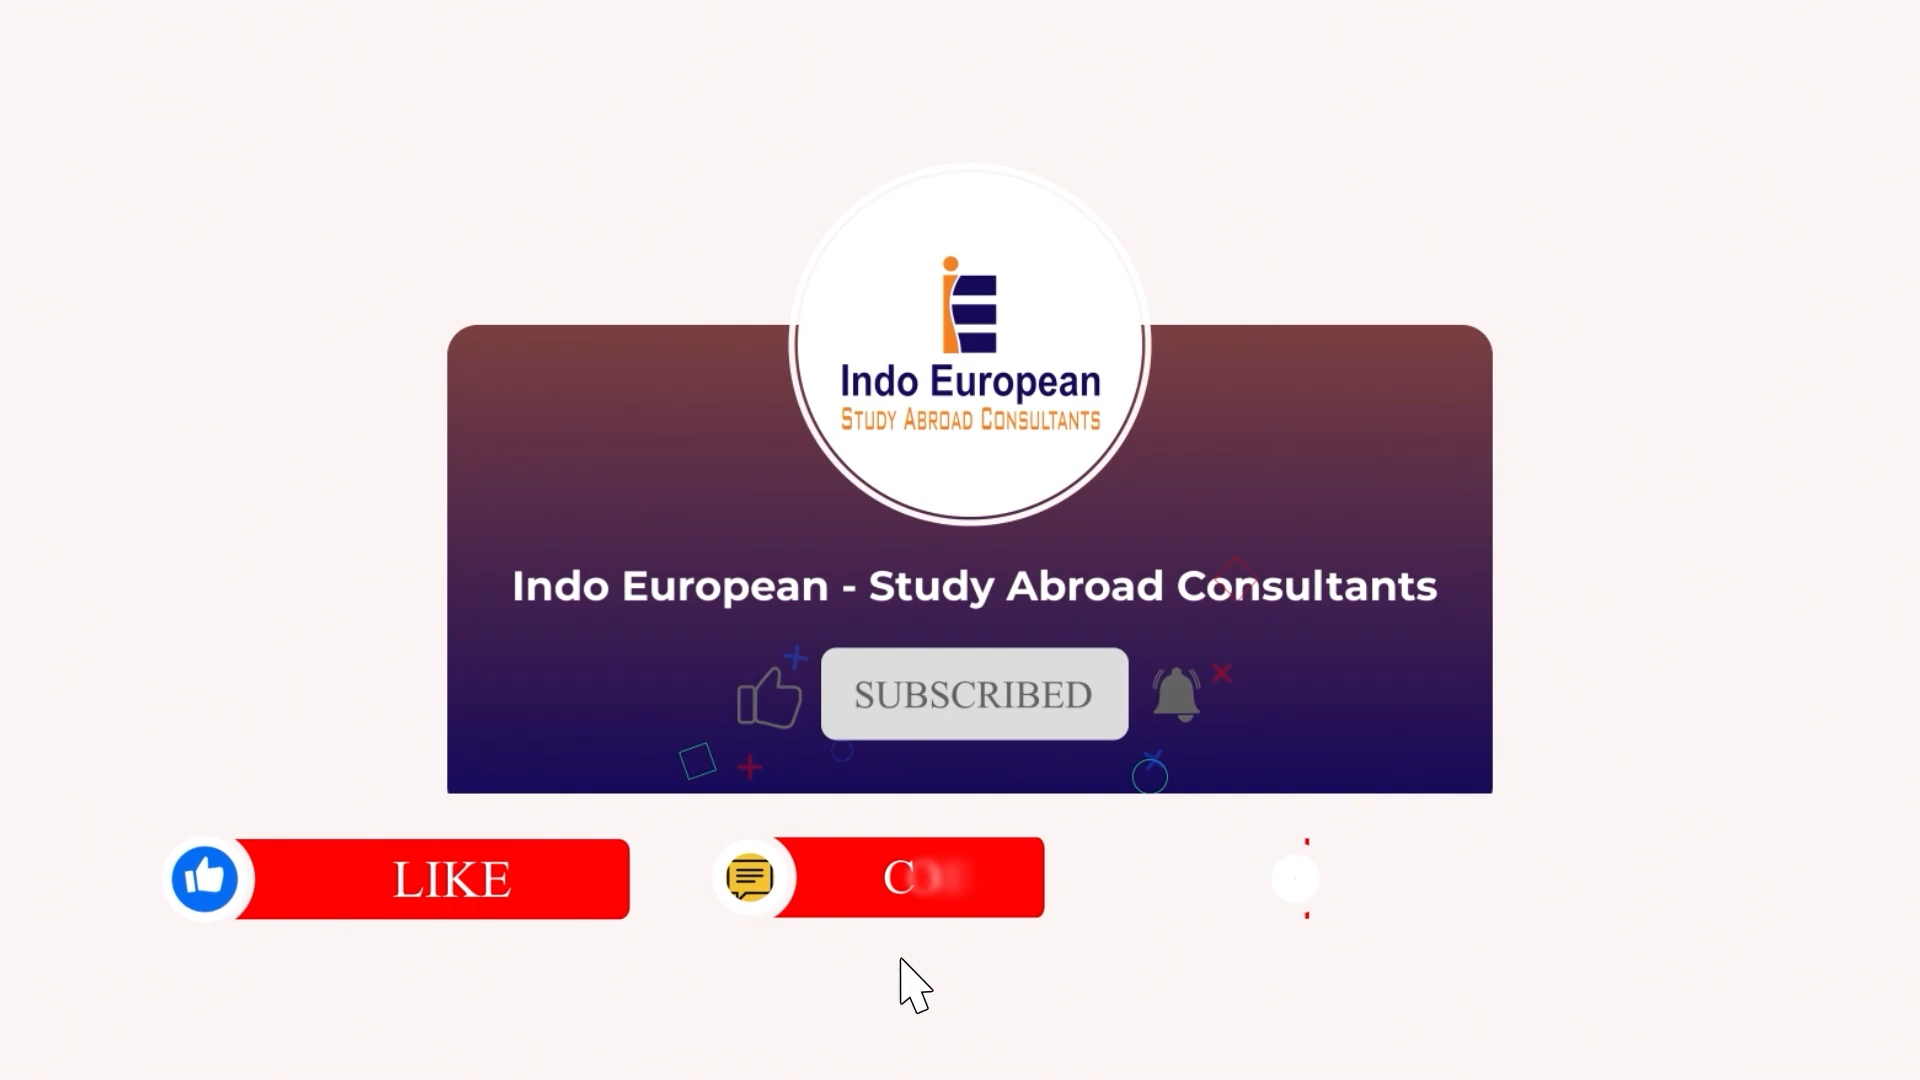 Indo European
STUDY ABROAD CONSULTANTS
Indo European - Study Abroad Consultants
SUBSCRIBED
LIKE